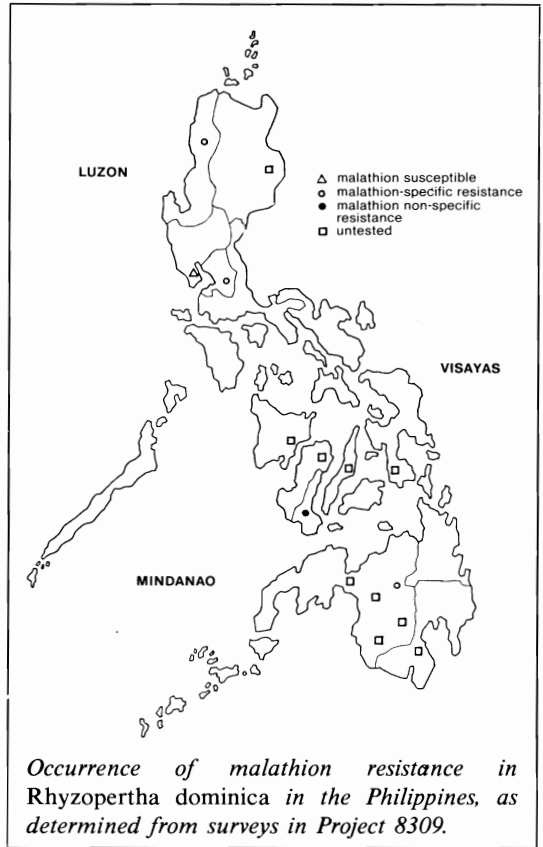 LUZON
△ malathion susceptible
○ malathion-specific resistance
● malathion non-specific
resistance
□ untested
VISAYAS
MINDANAO
Occurrence of malathion resistance in
Rhyzopertha dominica in the Philippines, as
determined from surveys in Project 8309.